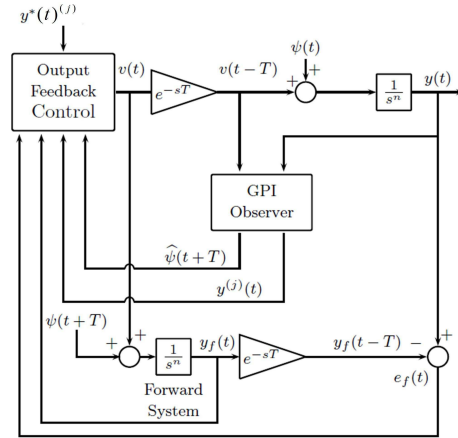 y*(t)^(j)
ψ(t)
Output
Feedback
Control
v(t)
e^{-sT}
v(t − T)
+
+
1/s^n
y(t)
GPI
Observer
ψ̂(t + T)
y^(j)(t)
ψ(t + T)
+
+
1/s^n
y_f(t)
e^{-sT}
y_f(t − T)
−
+
e_f(t)
Forward
System